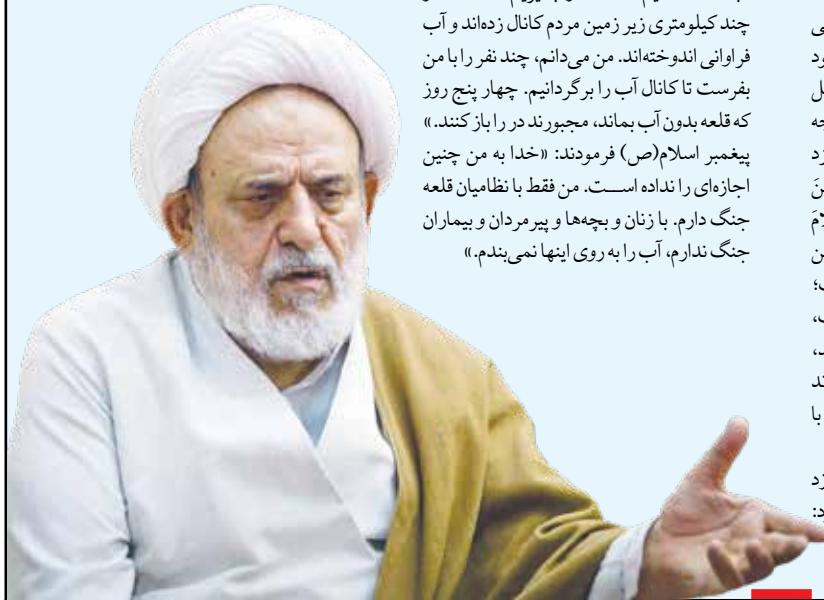 چند کیلومتری زیر زمین مردم کانال زده‌اند و آب
فراوانی اندوخته‌اند. من می‌دانم، چند نفر را با من
بفرست تا کانال آب را برگردانیم. چهار پنج روز
که قلعه بدون آب بماند، مجبورند در را باز کنند.»
پیغمبر اسلام(ص) فرمودند: «خدا به من چنین
اجازه‌ای را نداده اســت. من فقط با نظامیان قلعه
جنگ دارم. با زنان و بچه‌ها و پیرمردان و بیماران
جنگ ندارم، آب را به روی اینها نمی‌بندم.»